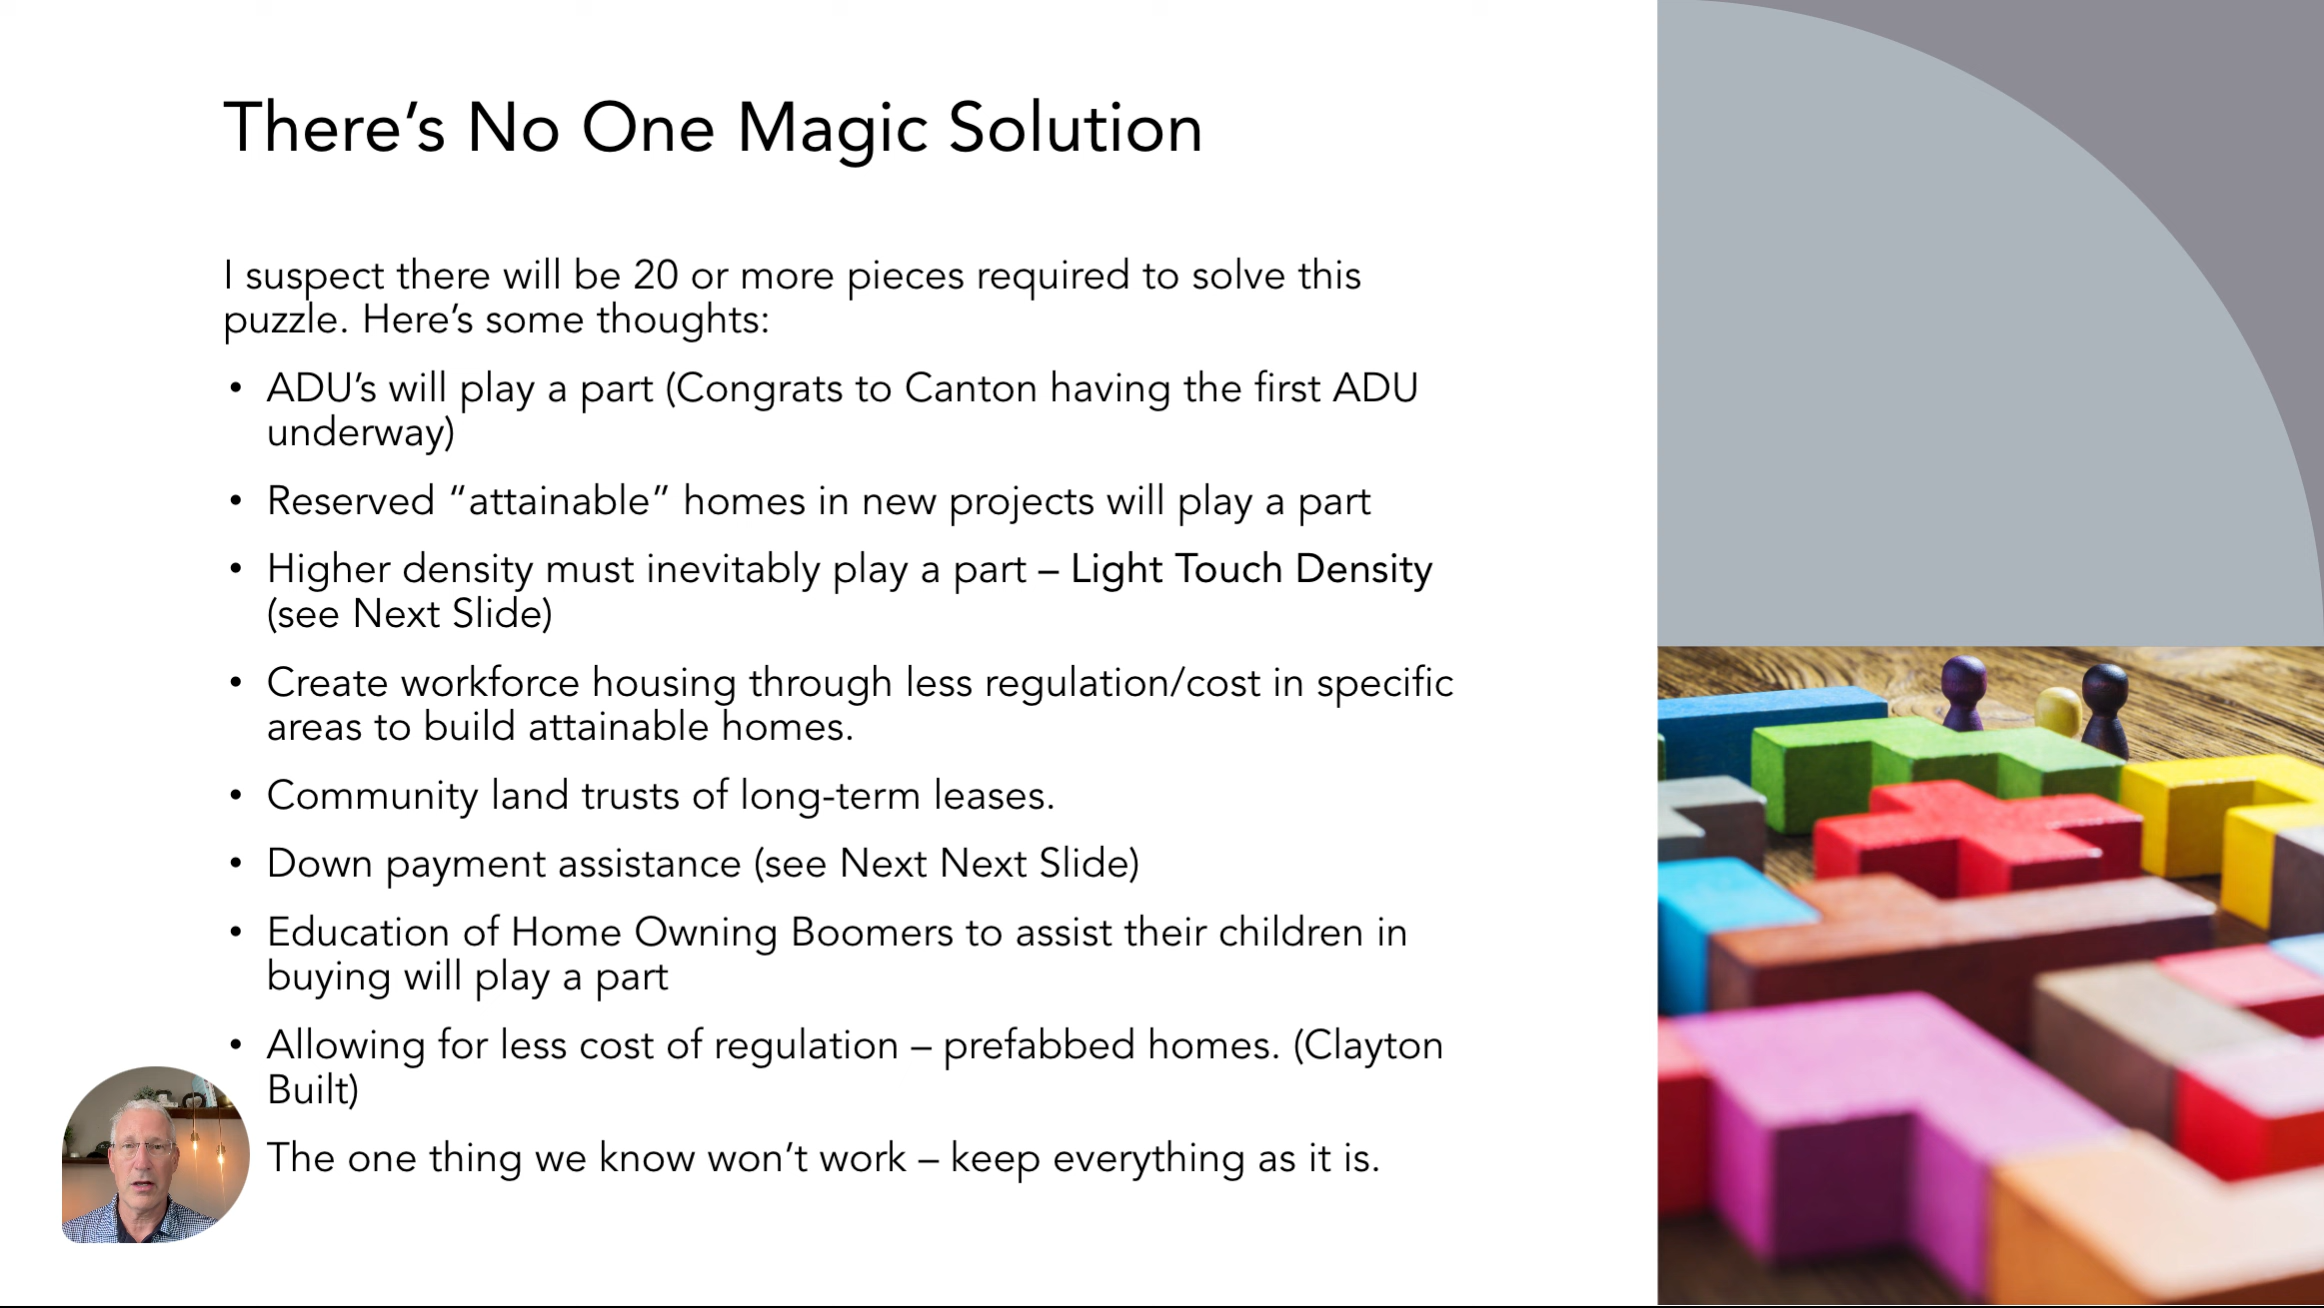 There’s No One Magic Solution
I suspect there will be 20 or more pieces required to solve this
puzzle. Here’s some thoughts:
• ADU’s will play a part (Congrats to Canton having the first ADU
underway)
• Reserved “attainable” homes in new projects will play a part
• Higher density must inevitably play a part – Light Touch Density
(see Next Slide)
• Create workforce housing through less regulation/cost in specific
areas to build attainable homes.
• Community land trusts of long-term leases.
• Down payment assistance (see Next Next Slide)
• Education of Home Owning Boomers to assist their children in
buying will play a part
• Allowing for less cost of regulation – prefabbed homes. (Clayton
Built)
The one thing we know won’t work – keep everything as it is.